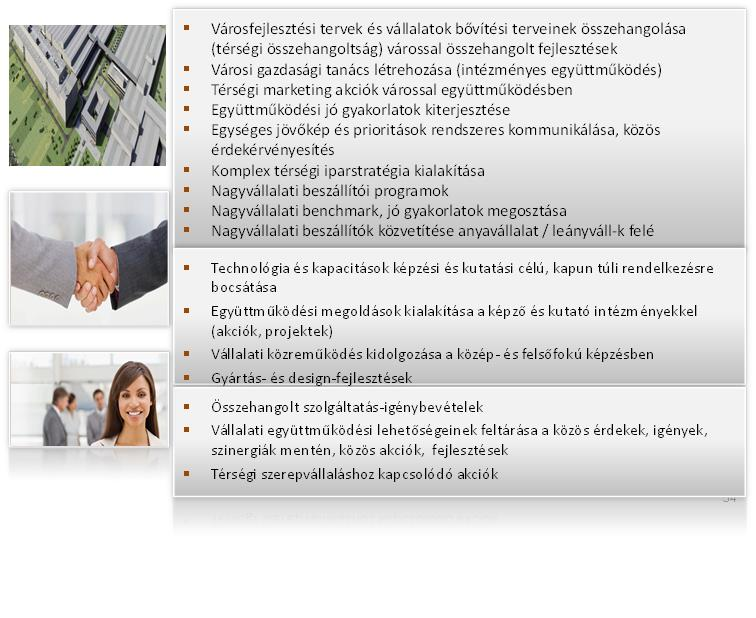 ▪ Városfejlesztési tervek és vállalatok bővítési terveinek összehangolása
(térségi összehangoltság) várossal összehangolt fejlesztések
▪ Városi gazdasági tanács létrehozása (intézményes együttműködés)
▪ Térségi marketing akciók várossal együttműködésben
▪ Együttműködési jó gyakorlatok kiterjesztése
▪ Egységes jövőkép és prioritások rendszeres kommunikálása, közös
érdekérvényesítés
▪ Komplex térségi iparstratégia kialakítása
▪ Nagyvállalati beszállítói programok
▪ Nagyvállalati benchmark, jó gyakorlatok megosztása
▪ Nagyvállalati beszállítók közvetítése anyavállalat / leányváll-k felé
▪ Technológia és kapacitások képzési és kutatási célú, kapun túli rendelkezésre
bocsátása
▪ Együttműködési megoldások kialakítása a képző és kutató intézményekkel
(akciók, projektek)
▪ Vállalati közreműködés kidolgozása a közép- és felsőfokú képzésben
▪ Gyártás- és design-fejlesztések
▪ Összehangolt szolgáltatás-igénybevételek
▪ Vállalati együttműködési lehetőségeinek feltárása a közös érdekek, igények,
szinergiák mentén, közös akciók, fejlesztések
▪ Térségi szerepvállaláshoz kapcsolódó akciók